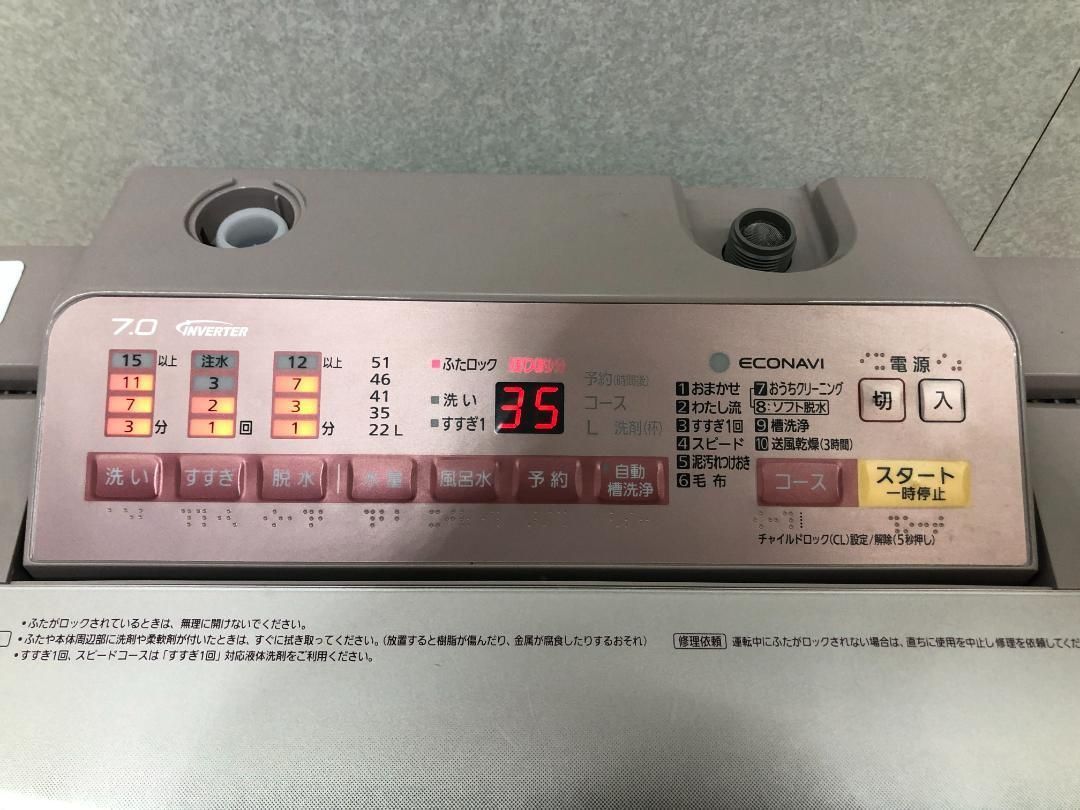 7.0 INVERTER
15 以上
11
7
3 分
注水
3
2
1 回
12 以上
7
3
1 分
51
46
41
35
22 L
ふたロック
洗い
すすぎ1
残り約 分
35
予約(時間後)
コース
L 洗剤(杯)
ECONAVI
1 おまかせ
2 わたし流
3 すすぎ1回
4 スピード
5 泥汚れつけおき
6 毛布
7 おうちクリーニング
8:ソフト脱水
9 槽洗浄
10 送風乾燥(3時間)
電源
切 入
洗い すすぎ 脱水 水量 風呂水 予約 自動槽洗浄 コース
スタート
一時停止
チャイルドロック(CL)設定/解除(5秒押し)
・ふたがロックされているときは、無理に開けないでください。
・ふたや本体周辺部に洗剤や柔軟剤が付いたときは、すぐに拭き取ってください。(放置すると樹脂が傷んだり、金属が腐食したりするおそれ)
・すすぎ1回、スピードコースは「すすぎ1回」対応液体洗剤をご利用ください。
修理依頼 運転中にふたがロックされない場合は、直ちに使用を中止し修理を依頼してくだ